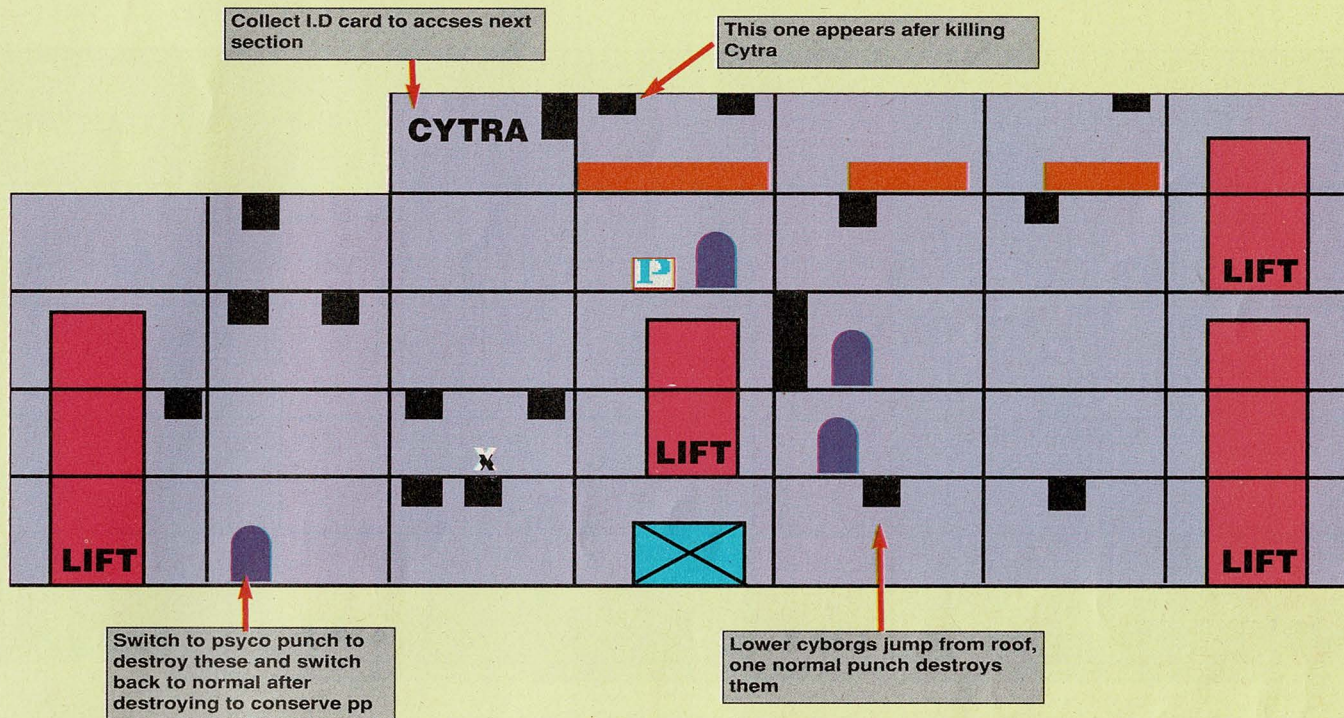 Collect I.D card to accses next
section
This one appears afer killing
Cytra
CYTRA
P
LIFT
X
LIFT
LIFT
LIFT
Switch to psyco punch to
destroy these and switch
back to normal after
destroying to conserve pp
Lower cyborgs jump from roof,
one normal punch destroys
them